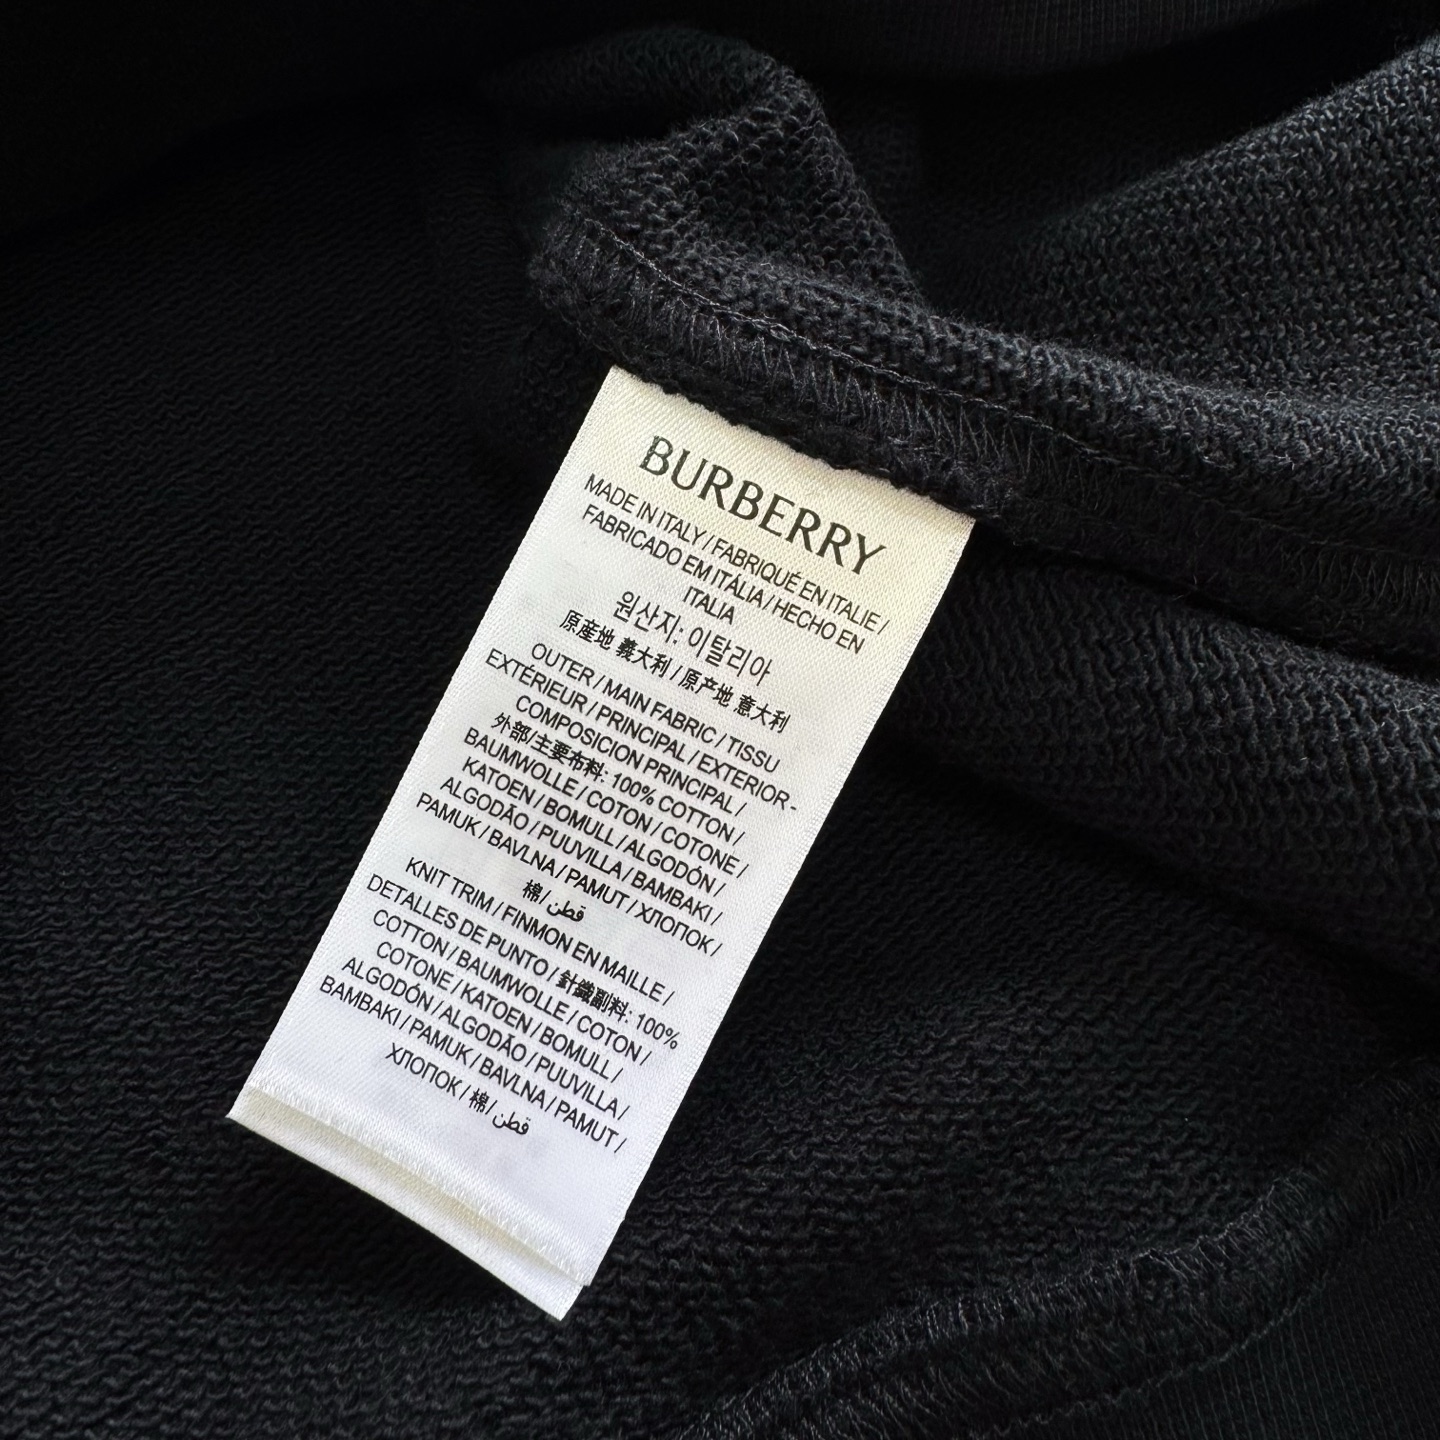 BURBERRY
MADE IN ITALY / FABRIQUÉ EN ITALIE /
FABRICADO EM ITÁLIA / HECHO EN
ITALIA
원산지: 이탈리아
原産地 義大利 / 原产地 意大利
OUTER / MAIN FABRIC / TISSU
EXTÉRIEUR / PRINCIPAL / EXTERIOR -
COMPOSICION PRINCIPAL /
外部/主要布料: 100% COTTON /
BAUMWOLLE / COTON / COTONE /
KATOEN / BOMULL / ALGODÓN /
ALGODÃO / PUUVILLA / BAMBAKI /
PAMUK / BAVLNA / PAMUT / ХЛОПОК /
棉/قطن
KNIT TRIM / FINMON EN MAILLE /
DETALLES DE PUNTO / 針織副料: 100%
COTTON / BAUMWOLLE / COTON /
COTONE / KATOEN / BOMULL /
ALGODÓN / ALGODÃO / PUUVILLA /
BAMBAKI / PAMUK / BAVLNA / PAMUT /
ХЛОПОК / 棉/قطن